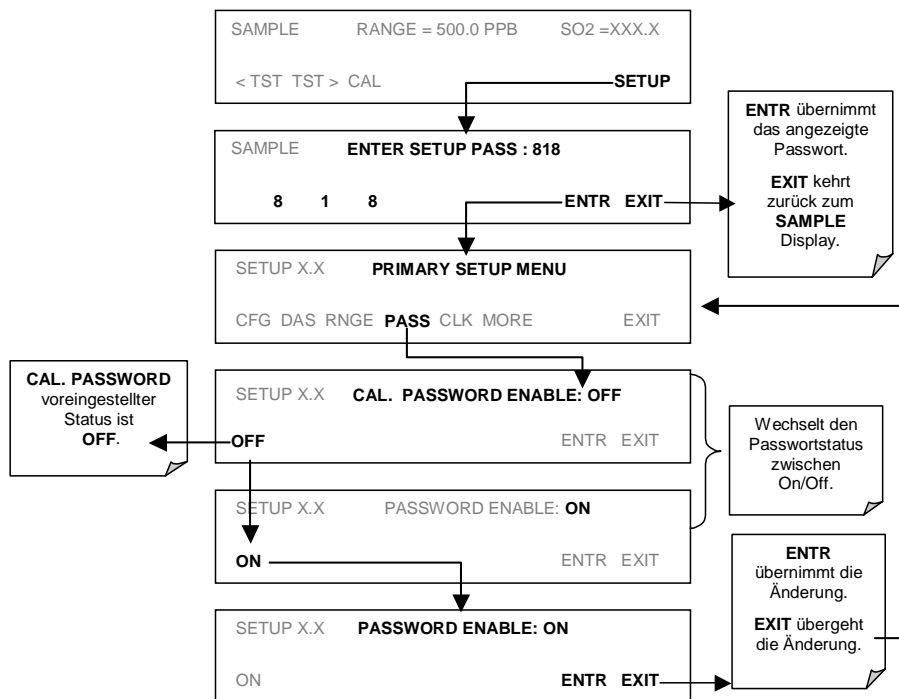 SAMPLE RANGE = 500.0 PPB SO2 =XXX.X
< TST TST > CAL SETUP
SAMPLE ENTER SETUP PASS : 818
8 1 8 ENTR EXIT
ENTR übernimmt
das angezeigte
Passwort.
EXIT kehrt
zurück zum
SAMPLE
Display.
SETUP X.X PRIMARY SETUP MENU
CFG DAS RNGE PASS CLK MORE EXIT
CAL. PASSWORD
voreingestellter
Status ist
OFF.
SETUP X.X CAL. PASSWORD ENABLE: OFF
OFF ENTR EXIT
Wechselt den
Passwortstatus
zwischen
On/Off.
SETUP X.X PASSWORD ENABLE: ON
ON ENTR EXIT
ENTR
übernimmt die
Änderung.
EXIT übergeht
die Änderung.
SETUP X.X PASSWORD ENABLE: ON
ON ENTR EXIT